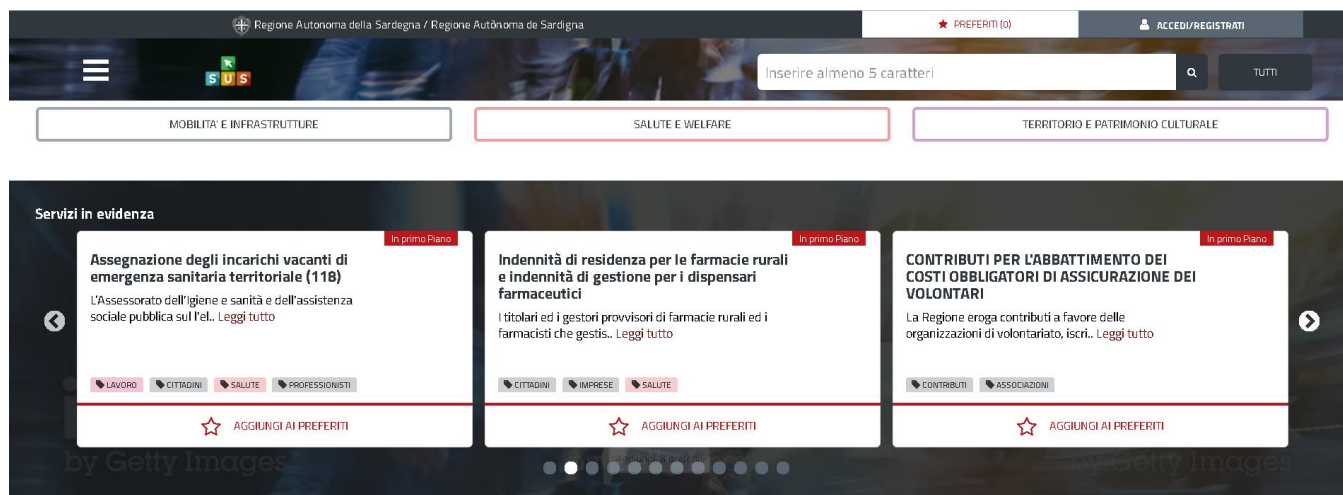 Regione Autonoma della Sardegna / Regione Autònoma de Sardigna
PREFERITI (0)
ACCEDI/REGISTRATI
SUS
Inserire almeno 5 caratteri
TUTTI
MOBILITA' E INFRASTRUTTURE
SALUTE E WELFARE
TERRITORIO E PATRIMONIO CULTURALE
Servizi in evidenza
In primo Piano
Assegnazione degli incarichi vacanti di
emergenza sanitaria territoriale (118)
L'Assessorato dell'Igiene e sanità e dell'assistenza
sociale pubblica sul l'el.. Leggi tutto
LAVORO CITTADINI SALUTE PROFESSIONISTI
AGGIUNGI AI PREFERITI
In primo Piano
Indennità di residenza per le farmacie rurali
e indennità di gestione per i dispensari
farmaceutici
I titolari ed i gestori provvisori di farmacie rurali ed i
farmacisti che gestis.. Leggi tutto
CITTADINI IMPRESE SALUTE
AGGIUNGI AI PREFERITI
In primo Piano
CONTRIBUTI PER L'ABBATTIMENTO DEI
COSTI OBBLIGATORI DI ASSICURAZIONE DEI
VOLONTARI
La Regione eroga contributi a favore delle
organizzazioni di volontariato, iscri.. Leggi tutto
CONTRIBUTI ASSOCIAZIONI
AGGIUNGI AI PREFERITI
Aggiungi ai preferiti
by Getty Images
by Getty Images